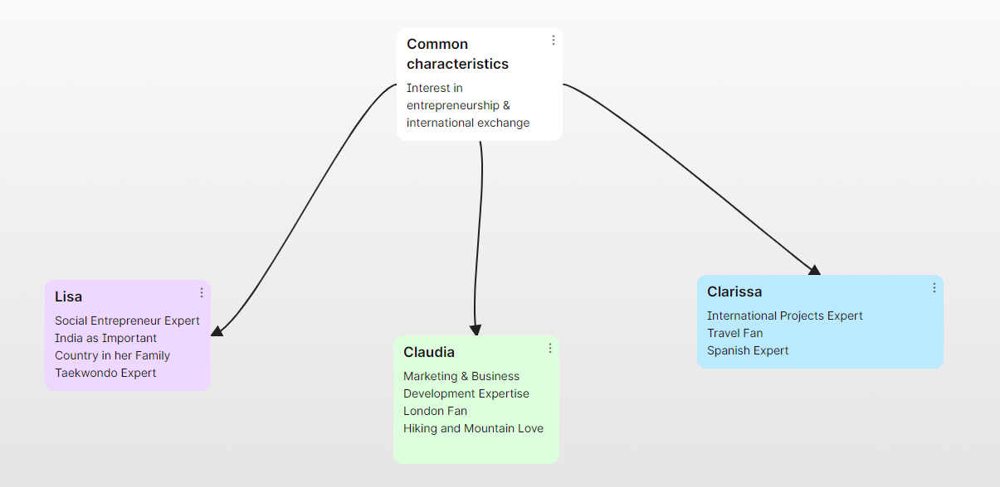 Common
characteristics
Interest in
entrepreneurship &
international exchange
Lisa
Social Entrepreneur Expert
India as Important
Country in her Family
Taekwondo Expert
Claudia
Marketing & Business
Development Expertise
London Fan
Hiking and Mountain Love
Clarissa
International Projects Expert
Travel Fan
Spanish Expert